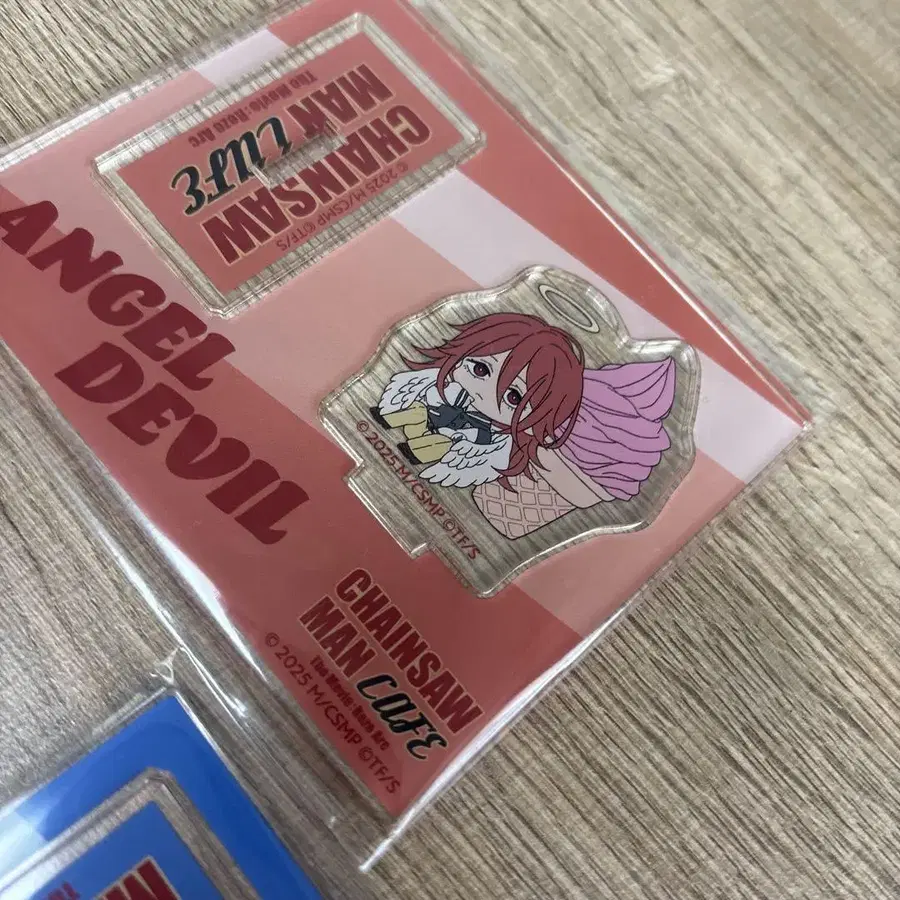 CHAINSAW
MAN CAFE
The Movie: Reze Arc
© 2025 M/CSMP ©TF/S
ANGEL
DEVIL
© 2025 M/CSMP ©TF/S
CHAINSAW
MAN CAFE
The Movie: Reze Arc
© 2025 M/CSMP ©TF/S